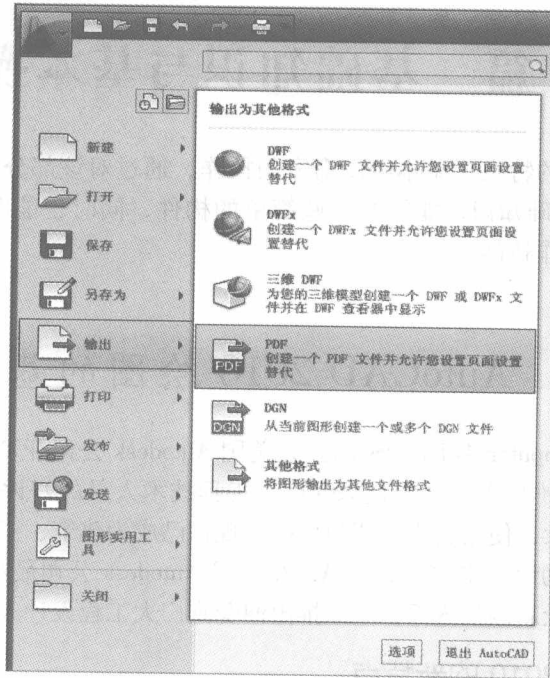 输出为其他格式
新建
打开
保存
另存为
输出
打印
发布
发送
图形实用工
具
关闭
DWF
创建一个 DWF 文件并允许您设置页面设置
替代
DWFx
创建一个 DWFx 文件并允许您设置页面设
置替代
三维 DWF
为您的三维模型创建一个 DWF 或 DWFx 文
件并在 DWF 查看器中显示
PDF
PDF
创建一个 PDF 文件并允许您设置页面设置
替代
DGN
DGN
从当前图形创建一个或多个 DGN 文件
其他格式
将图形输出为其他文件格式
选项
退出 AutoCAD